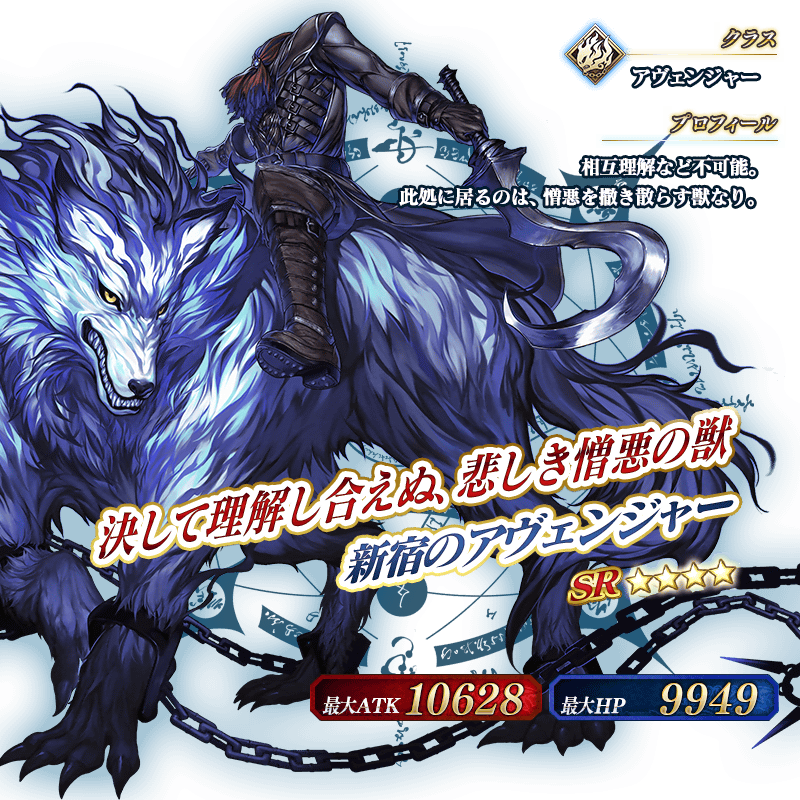 クラス
アヴェンジャー
プロフィール
相互理解など不可能。
此処に居るのは、憎悪を撒き散らす獣なり。
決して理解し合えぬ、悲しき憎悪の獣
新宿のアヴェンジャー
SR
最大ATK 10628
最大HP 9949